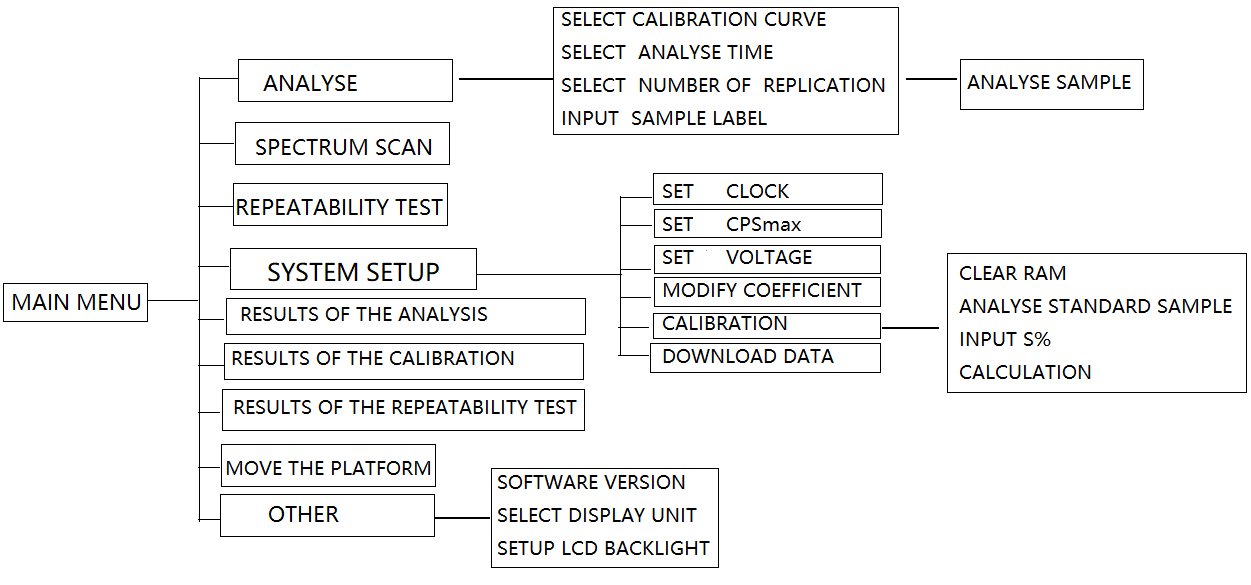 MAIN MENU
ANALYSE
SELECT CALIBRATION CURVE
SELECT ANALYSE TIME
SELECT NUMBER OF REPLICATION
INPUT SAMPLE LABEL
ANALYSE SAMPLE
SPECTRUM SCAN
REPEATABILITY TEST
SYSTEM SETUP
SET CLOCK
SET CPSmax
SET VOLTAGE
MODIFY COEFFICIENT
CALIBRATION
DOWNLOAD DATA
CLEAR RAM
ANALYSE STANDARD SAMPLE
INPUT S%
CALCULATION
RESULTS OF THE ANALYSIS
RESULTS OF THE CALIBRATION
RESULTS OF THE REPEATABILITY TEST
MOVE THE PLATFORM
OTHER
SOFTWARE VERSION
SELECT DISPLAY UNIT
SETUP LCD BACKLIGHT